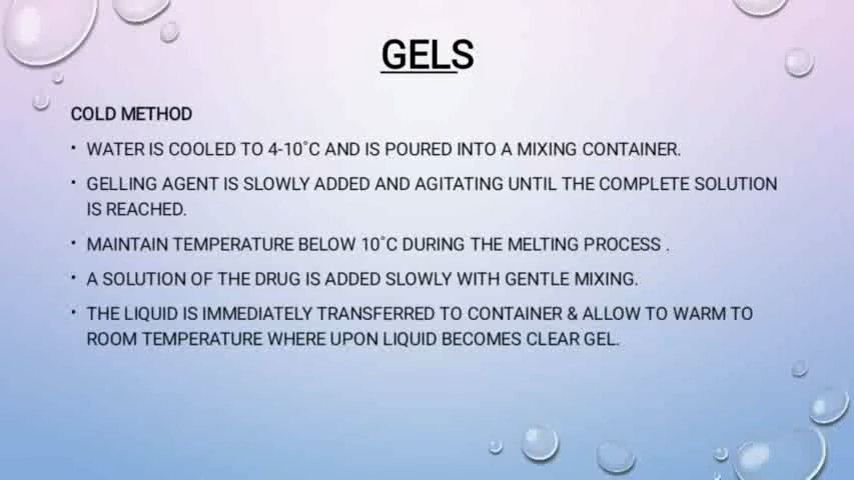 GELS
COLD METHOD
• WATER IS COOLED TO 4-10˚C AND IS POURED INTO A MIXING CONTAINER.
• GELLING AGENT IS SLOWLY ADDED AND AGITATING UNTIL THE COMPLETE SOLUTION
IS REACHED.
• MAINTAIN TEMPERATURE BELOW 10˚C DURING THE MELTING PROCESS .
• A SOLUTION OF THE DRUG IS ADDED SLOWLY WITH GENTLE MIXING.
• THE LIQUID IS IMMEDIATELY TRANSFERRED TO CONTAINER & ALLOW TO WARM TO
ROOM TEMPERATURE WHERE UPON LIQUID BECOMES CLEAR GEL.